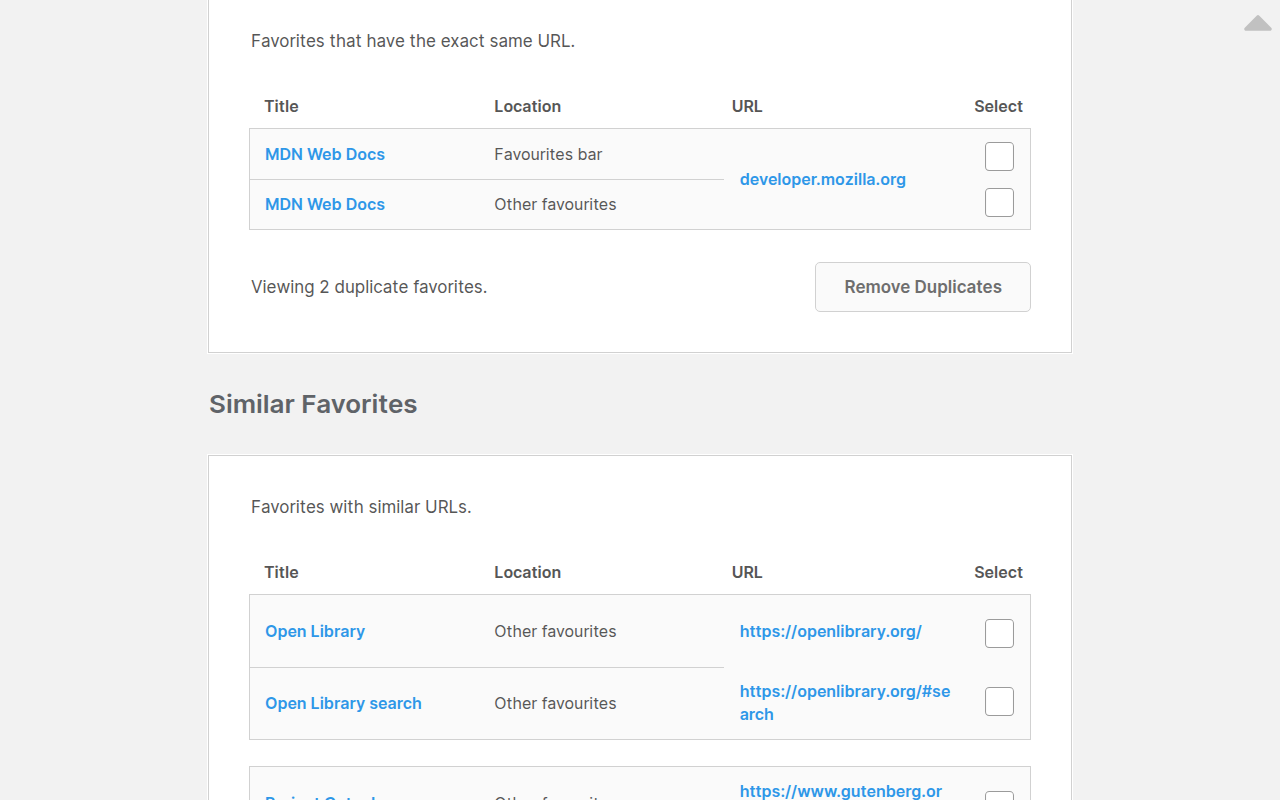 Favorites that have the exact same URL.
Title Location URL Select
MDN Web Docs Favourites bar
developer.mozilla.org
MDN Web Docs Other favourites
Viewing 2 duplicate favorites. Remove Duplicates
Similar Favorites
Favorites with similar URLs.
Title Location URL Select
Open Library Other favourites https://openlibrary.org/
https://openlibrary.org/#se
Open Library search Other favourites
arch
https://www.gutenberg.or